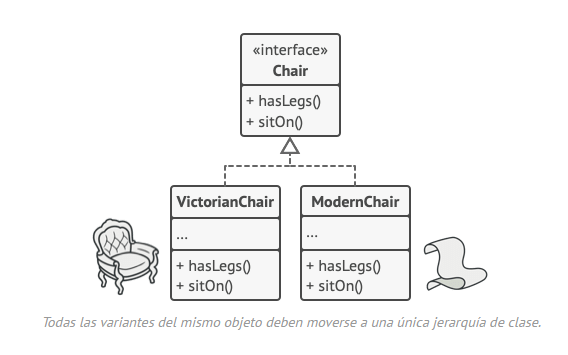 «interface»
Chair
+ hasLegs()
+ sitOn()
VictorianChair
...
+ hasLegs()
+ sitOn()
ModernChair
...
+ hasLegs()
+ sitOn()
Todas las variantes del mismo objeto deben moverse a una única jerarquía de clase.